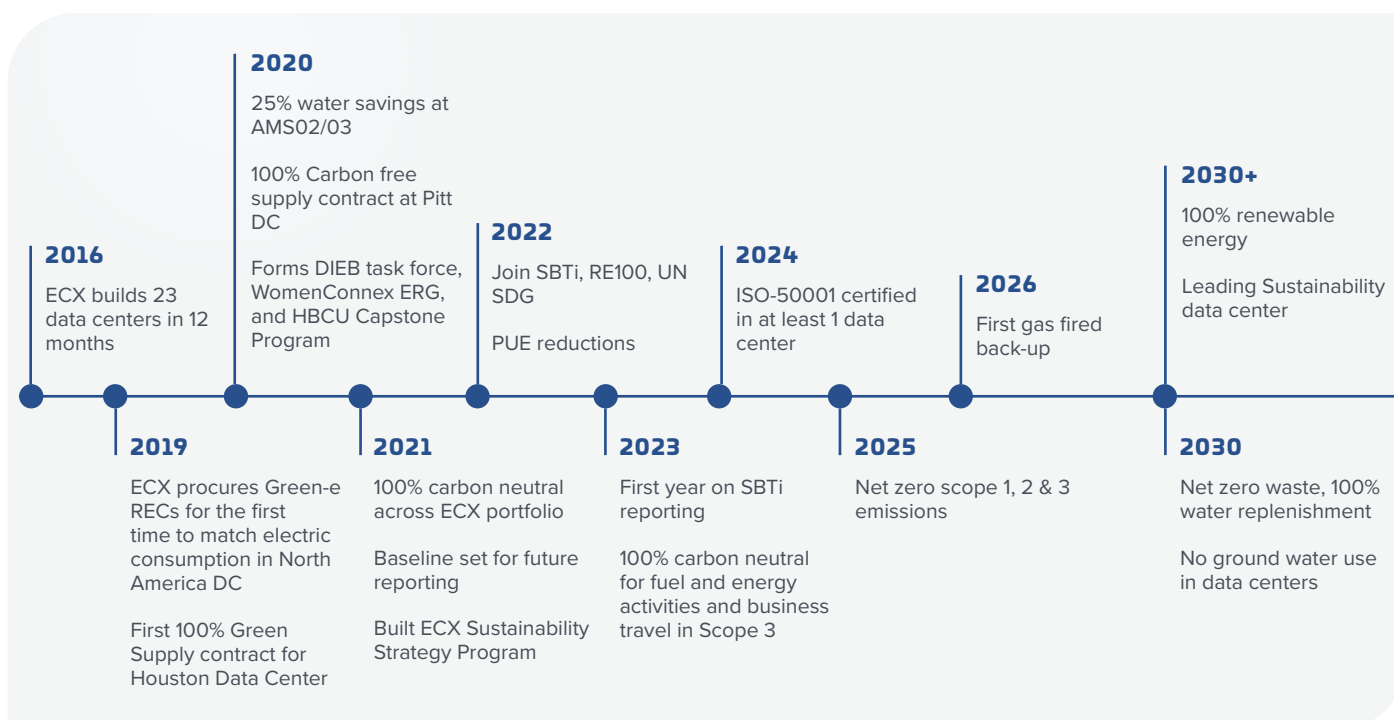 2016
ECX builds 23
data centers in 12
months
2019
ECX procures Green-e
RECs for the first
time to match electric
consumption in North
America DC
First 100% Green
Supply contract for
Houston Data Center
2020
25% water savings at
AMS02/03
100% Carbon free
supply contract at Pitt
DC
Forms DIEB task force,
WomenConnex ERG,
and HBCU Capstone
Program
2021
100% carbon neutral
across ECX portfolio
Baseline set for future
reporting
Built ECX Sustainability
Strategy Program
2022
Join SBTi, RE100, UN
SDG
PUE reductions
2023
First year on SBTi
reporting
100% carbon neutral
for fuel and energy
activities and business
travel in Scope 3
2024
ISO-50001 certified
in at least 1 data
center
2025
Net zero scope 1, 2 & 3
emissions
2026
First gas fired
back-up
2030+
100% renewable
energy
Leading Sustainability
data center
2030
Net zero waste, 100%
water replenishment
No ground water use
in data centers